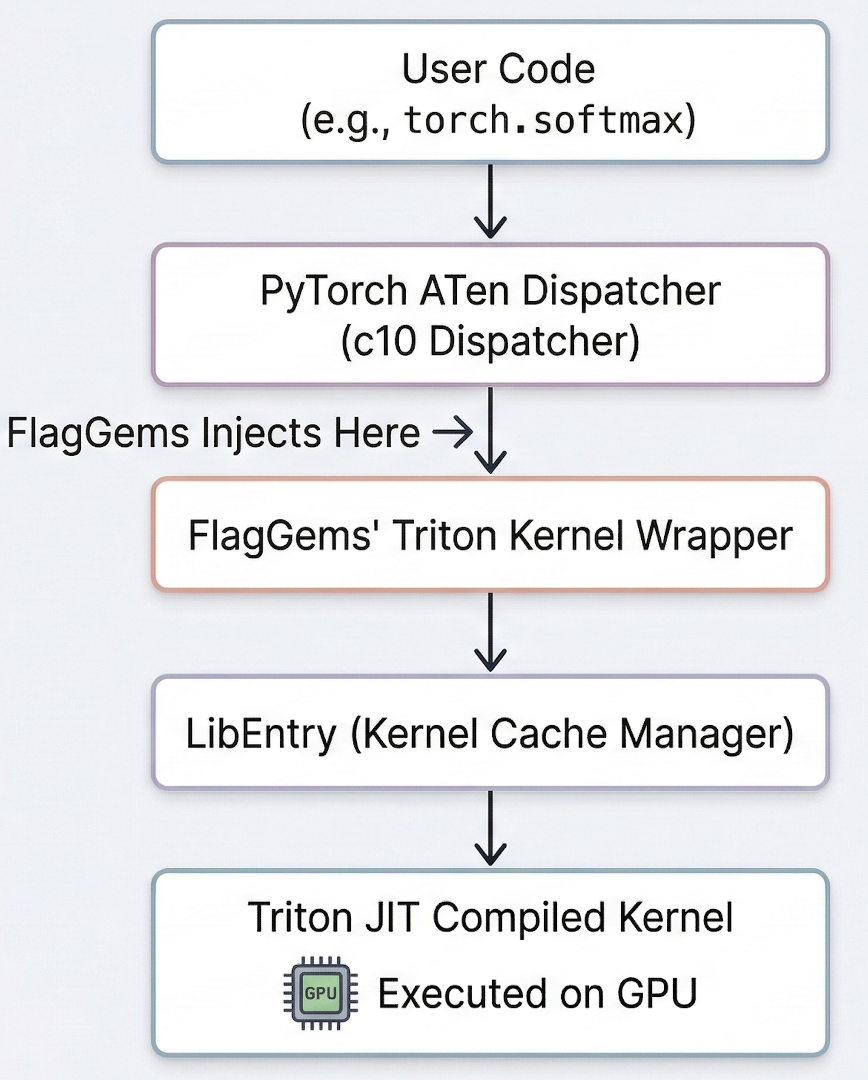 User Code
(e.g., torch.softmax)
PyTorch ATen Dispatcher
(c10 Dispatcher)
FlagGems Injects Here →
FlagGems' Triton Kernel Wrapper
LibEntry (Kernel Cache Manager)
Triton JIT Compiled Kernel
GPU
Executed on GPU